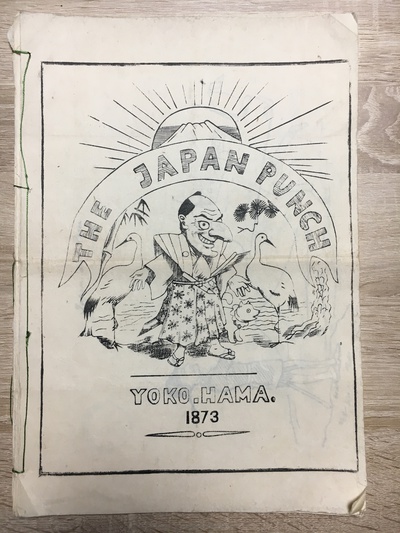 THE JAPAN PUNCH
YOKO.HAMA.
1873